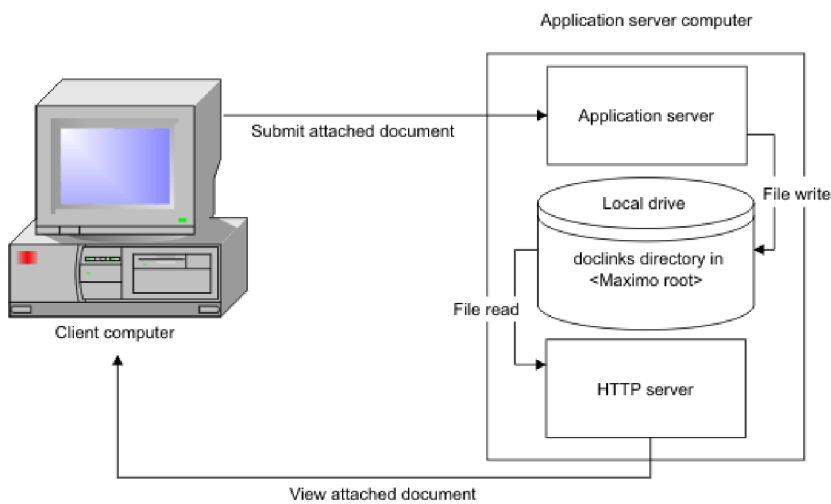 Application server computer
Application server
Submit attached document
File write
Local drive
doclinks directory in
<Maximo root>
File read
Client computer
HTTP server
View attached document